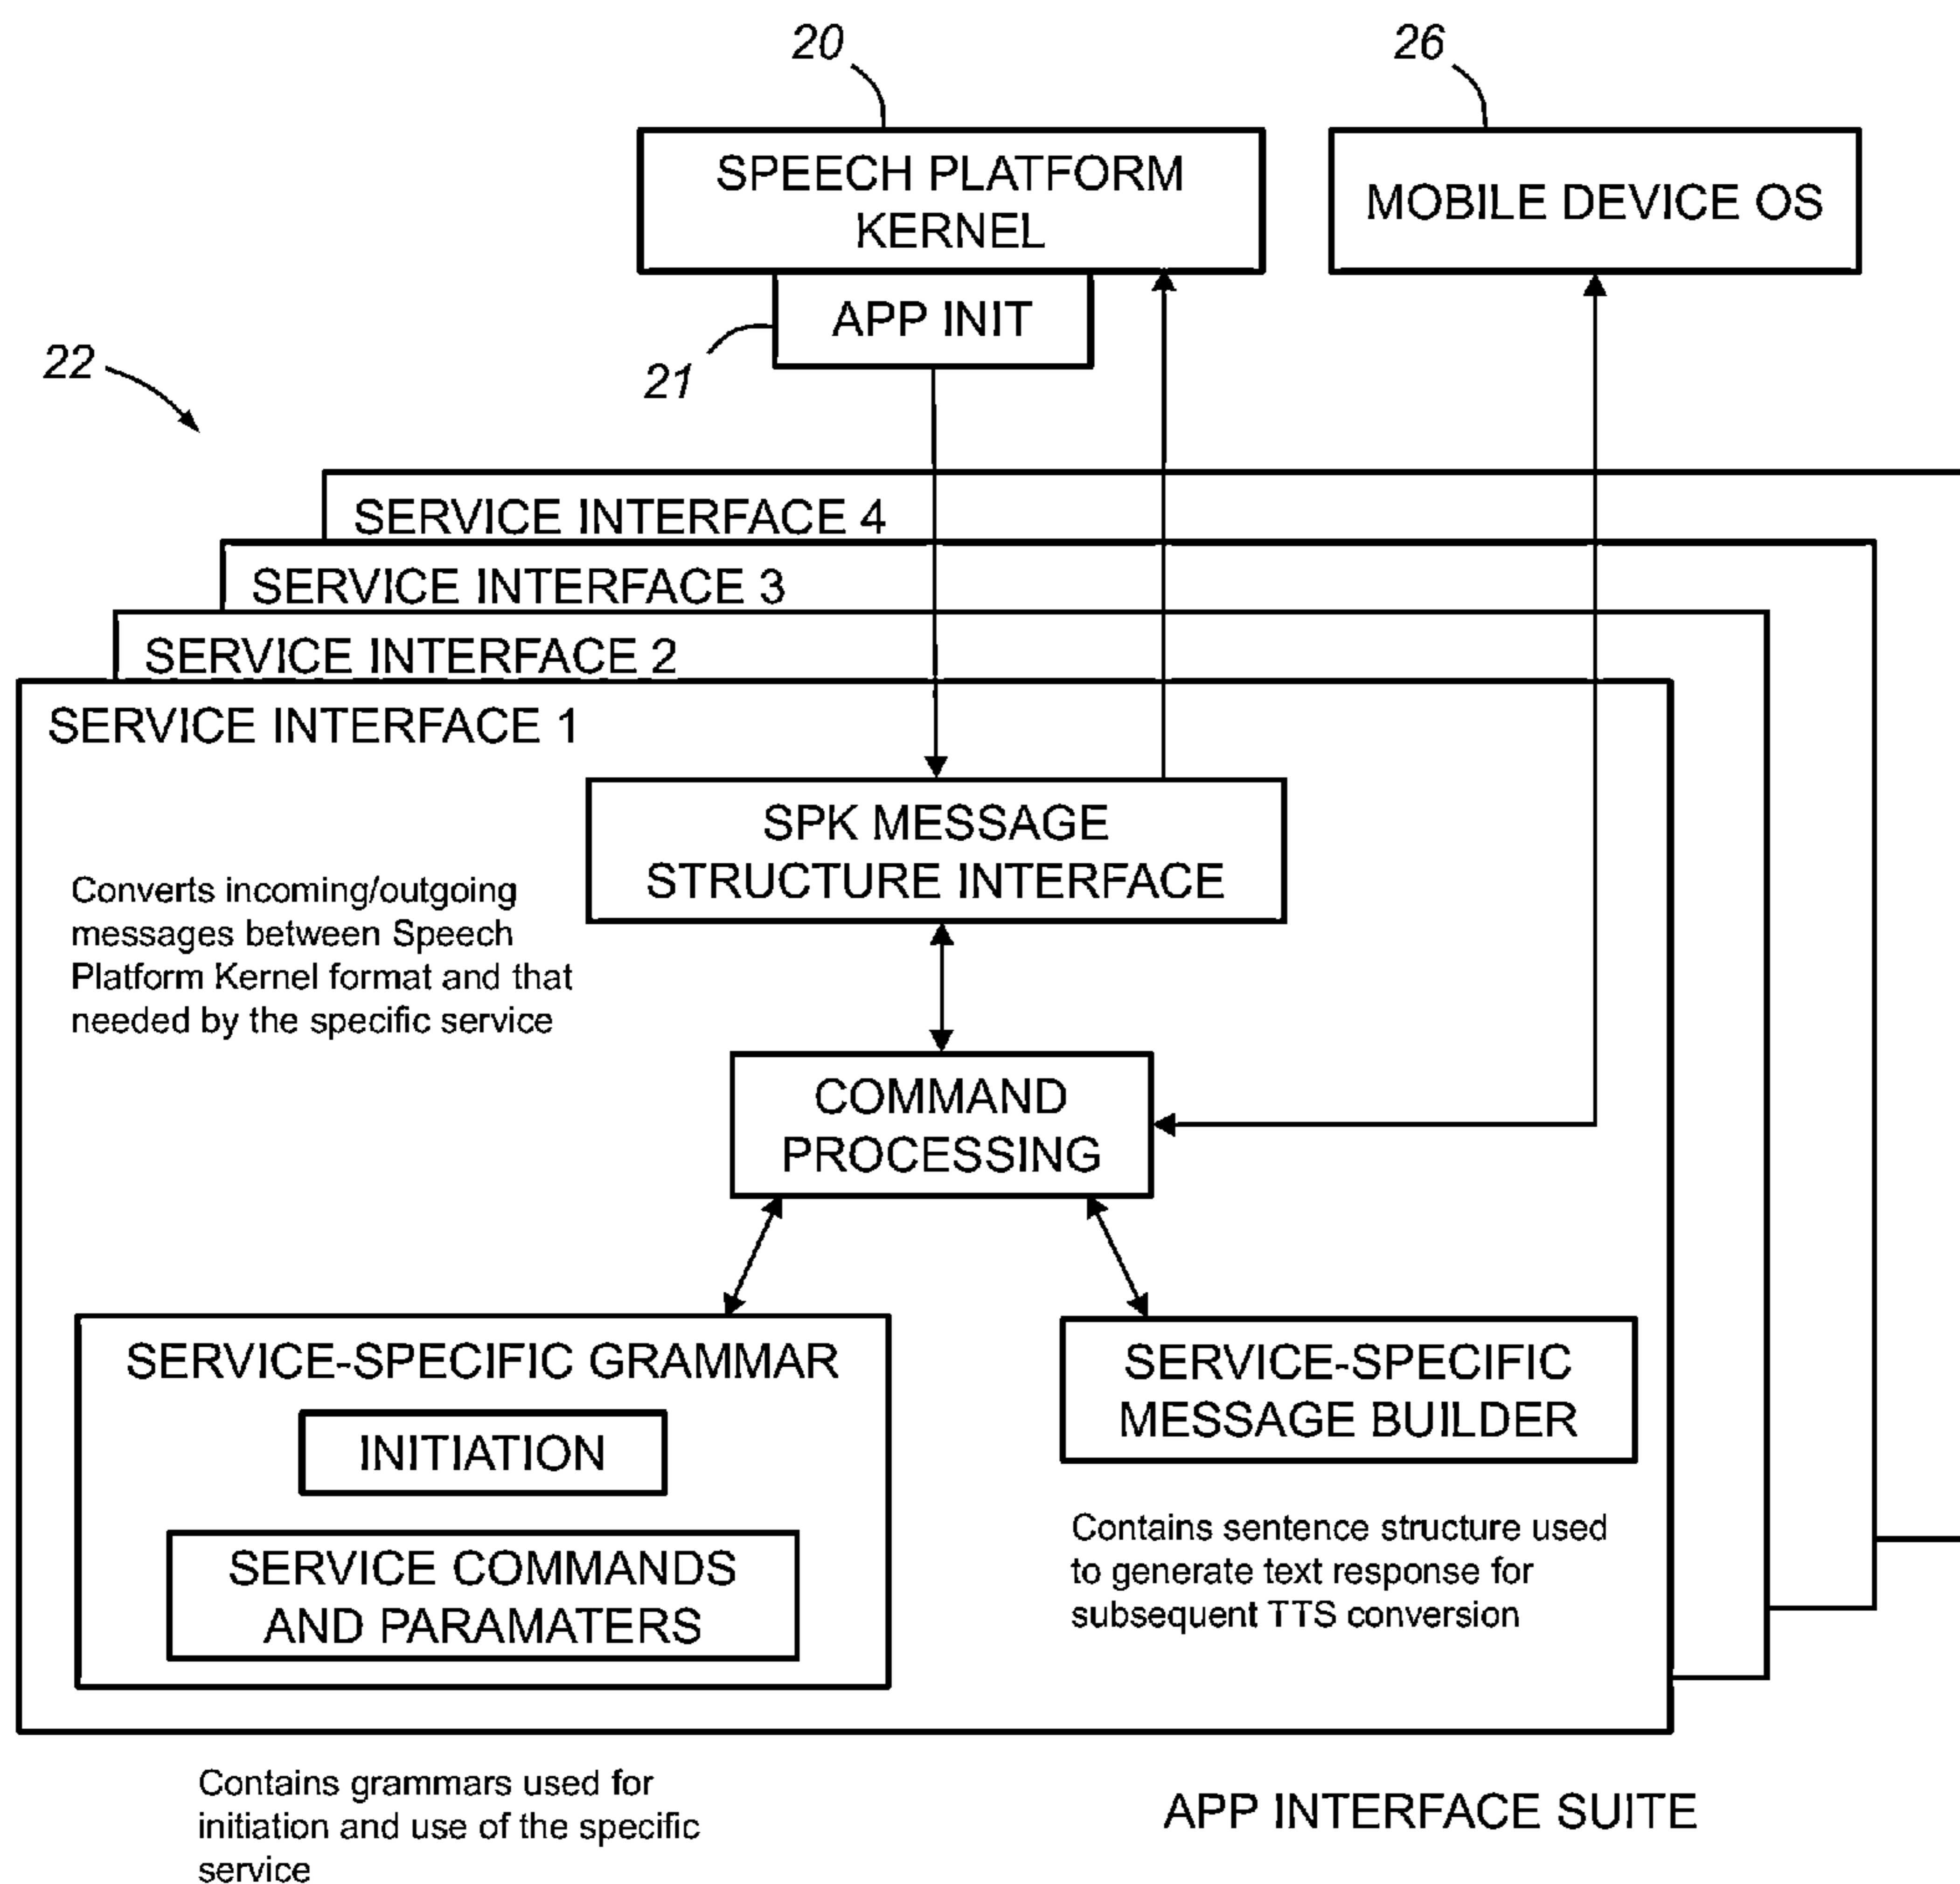 20
26
SPEECH PLATFORM
KERNEL
MOBILE DEVICE OS
APP INIT
21
22
SERVICE INTERFACE 4
SERVICE INTERFACE 3
SERVICE INTERFACE 2
SERVICE INTERFACE 1
SPK MESSAGE
STRUCTURE INTERFACE
Converts incoming/outgoing
messages between Speech
Platform Kernel format and that
needed by the specific service
COMMAND
PROCESSING
SERVICE-SPECIFIC GRAMMAR
INITIATION
SERVICE COMMANDS
AND PARAMATERS
SERVICE-SPECIFIC
MESSAGE BUILDER
Contains sentence structure used
to generate text response for
subsequent TTS conversion
Contains grammars used for
initiation and use of the specific
service
APP INTERFACE SUITE